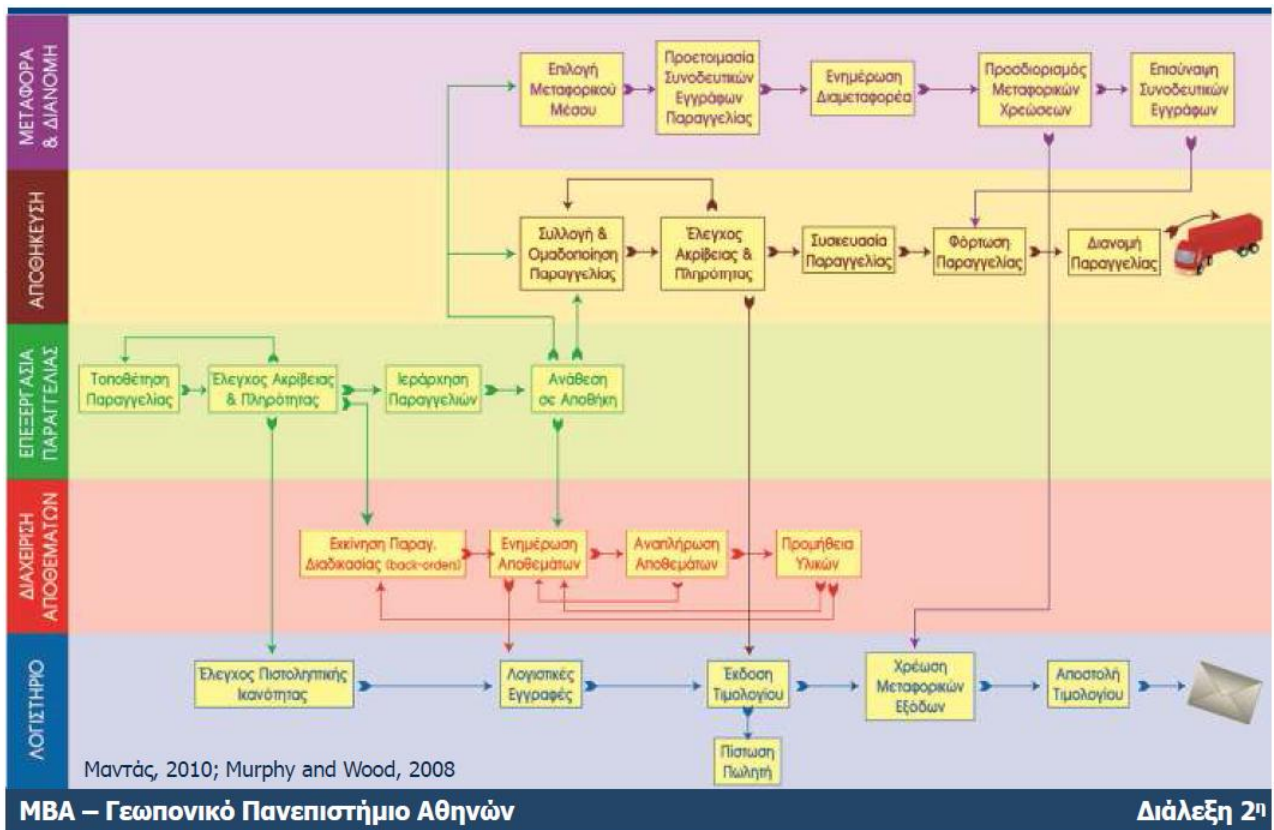 ΜΕΤΑΦΟΡΑ
& ΔΙΑΝΟΜΗ
Επιλογή
Μεταφορικού
Μέσου
Προετοιμασία
Συνοδευτικών
Εγγράφων
Παραγγελίας
Ενημέρωση
Διαμεταφορέα
Προσδιορισμός
Μεταφορικών
Χρεώσεων
Επισύναψη
Συνοδευτικών
Εγγράφων
ΑΠΟΘΗΚΕΥΣΗ
Συλλογή &
Ομαδοποίηση
Παραγγελίας
Έλεγχος
Ακρίβειας &
Πληρότητας
Συσκευασία
Παραγγελίας
Φόρτωση
Παραγγελίας
Διανομή
Παραγγελίας
ΕΠΕΞΕΡΓΑΣΙΑ
ΠΑΡΑΓΓΕΛΙΑΣ
Τοποθέτηση
Παραγγελίας
Έλεγχος Ακρίβειας
& Πληρότητας
Ιεράρχηση
Παραγγελιών
Ανάθεση
σε Αποθήκη
ΔΙΑΧΕΙΡΙΣΗ
ΑΠΟΘΕΜΑΤΩΝ
Εκκίνηση Παραγ.
Διαδικασίας (back-orders)
Ενημέρωση
Αποθεμάτων
Αναπλήρωση
Αποθεμάτων
Προμήθεια
Υλικών
ΛΟΓΙΣΤΗΡΙΟ
Έλεγχος Πιστοληπτικής
Ικανότητας
Λογιστικές
Εγγραφές
Έκδοση
Τιμολογίου
Χρέωση
Μεταφορικών
Εξόδων
Αποστολή
Τιμολογίου
Πίστωση
Πωλητή
Μαντάς, 2010; Murphy and Wood, 2008
MBA – Γεωπονικό Πανεπιστήμιο Αθηνών
Διάλεξη 2η